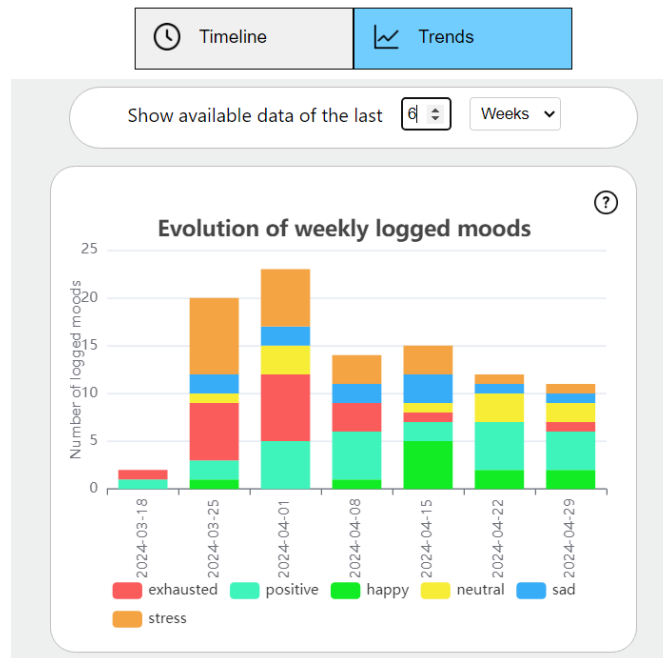 Timeline
Trends
Show available data of the last 6 Weeks
?
Evolution of weekly logged moods
Number of logged moods
25
20
15
10
5
0
2024-03-18
2024-03-25
2024-04-01
2024-04-08
2024-04-15
2024-04-22
2024-04-29
exhausted positive happy neutral sad
stress